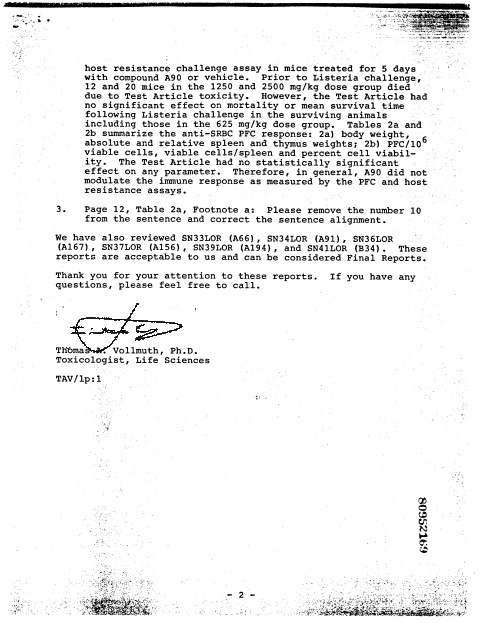 host resistance challenge assay in mice treated for 5 days
with compound A90 or vehicle. Prior to Listeria challenge,
12 and 20 mice in the 1250 and 2500 mg/kg dose group died
due to Test Article toxicity. However, the Test Article had
no significant effect on mortality or mean survival time
following Listeria challenge in the surviving animals
including those in the 625 mg/kg dose group. Tables 2a and
2b summarize the anti-SRBC PFC response: 2a) body weight,
absolute and relative spleen and thymus weights; 2b) PFC/10⁶
viable cells, viable cells/spleen and percent cell viabil-
ity. The Test Article had no statistically significant
effect on any parameter. Therefore, in general, A90 did not
modulate the immune response as measured by the PFC and host
resistance assays.
3. Page 12, Table 2a, Footnote a: Please remove the number 10
from the sentence and correct the sentence alignment.
We have also reviewed SN33LOR (A66), SN34LOR (A91), SN36LOR
(A167), SN37LOR (A156), SN39LOR (A194), and SN41LOR (B34). These
reports are acceptable to us and can be considered Final Reports.
Thank you for your attention to these reports. If you have any
questions, please feel free to call.
Thomas A. Vollmuth, Ph.D.
Toxicologist, Life Sciences
TAV/lp:1
80952169
- 2 -